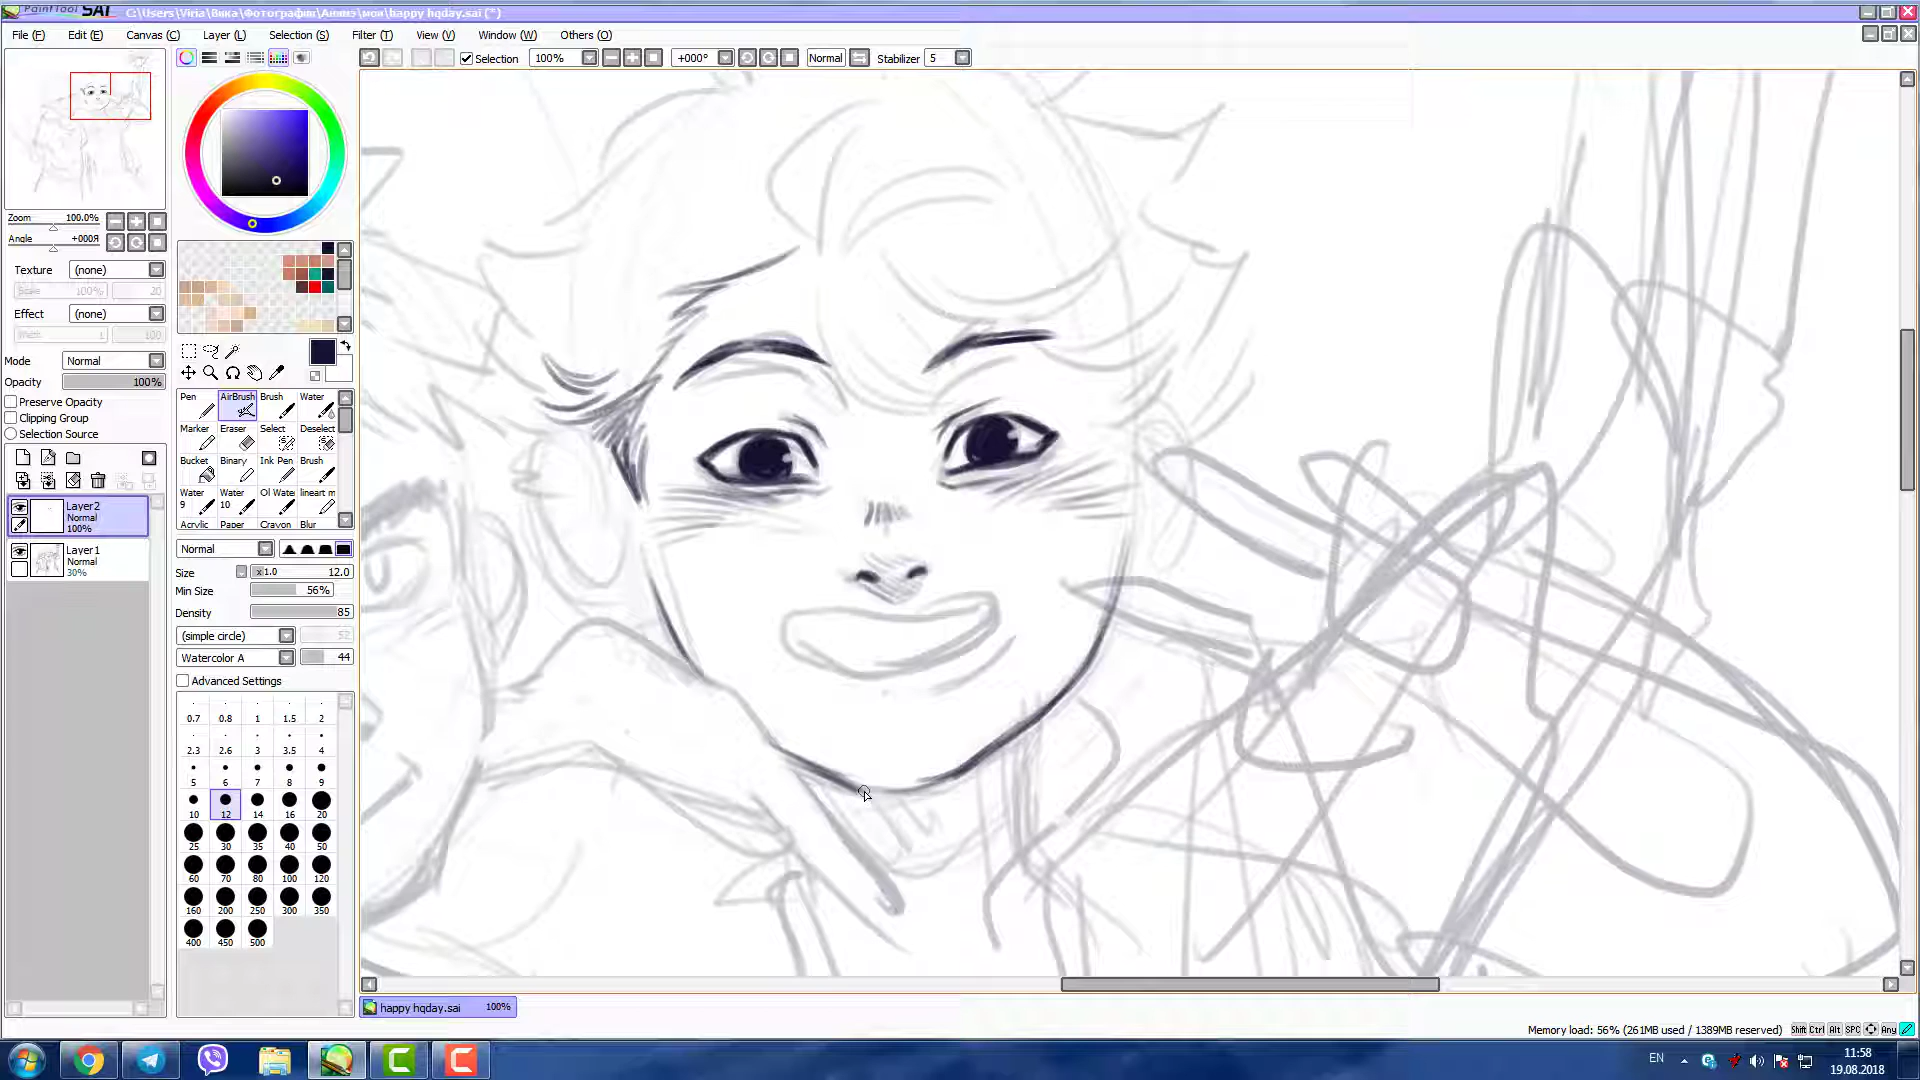 PaintTool SAI C:\Users\Viria\Вика\Фотографии\Аниме\мои\happy hqday.sai (*)
File (F) Edit (E) Canvas (C) Layer (L) Selection (S) Filter (T) View (V) Window (W) Others (O)
Selection 100% +000° Normal Stabilizer 5
Zoom 100.0%
Angle +000Я
Texture (none)
Scale 100% 20
Effect (none)
Width 1 100
Mode Normal
Opacity 100%
Preserve Opacity
Clipping Group
Selection Source
Layer2
Normal
100%
Layer1
Normal
30%
Pen AirBrush Brush Water
Marker Eraser Select Deselect
Bucket Binary Ink Pen Brush
Water 9 Water 10 Ol Wate lineart m
Acrylic Paper Crayon Blur
Normal
Size x1.0 12.0
Min Size 56%
Density 85
(simple circle) 52
Watercolor A 44
Advanced Settings
0.7 0.8 1 1.5 2
2.3 2.6 3 3.5 4
5 6 7 8 9
10 12 14 16 20
25 30 35 40 50
60 70 80 100 120
160 200 250 300 350
400 450 500
happy hqday.sai 100%
Memory load: 56% (261MB used / 1389MB reserved) Shift Ctrl Alt SPC Any
EN 11:58
19.08.2018